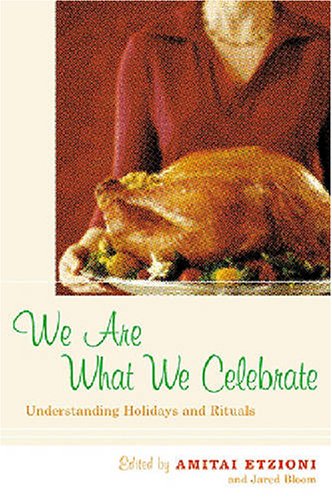 We Are
What We Celebrate
Understanding Holidays and Rituals
Edited by AMITAI ETZIONI
and Jared Bloom